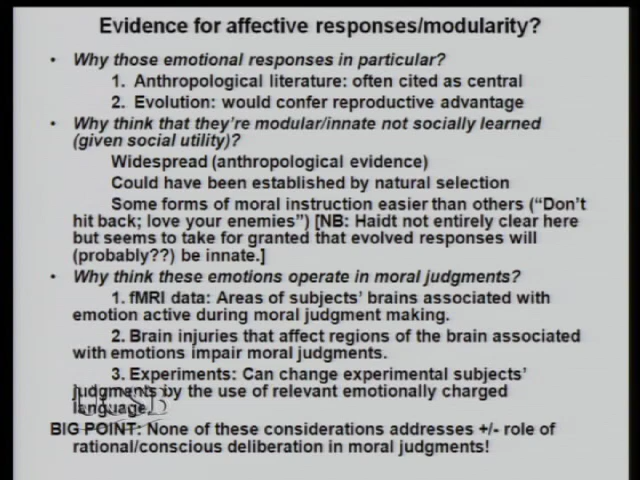 Evidence for affective responses/modularity?
• Why those emotional responses in particular?
1. Anthropological literature: often cited as central
2. Evolution: would confer reproductive advantage
• Why think that they're modular/innate not socially learned
(given social utility)?
Widespread (anthropological evidence)
Could have been established by natural selection
Some forms of moral instruction easier than others ("Don't
hit back; love your enemies") [NB: Haidt not entirely clear here
but seems to take for granted that evolved responses will
(probably??) be innate.]
• Why think these emotions operate in moral judgments?
1. fMRI data: Areas of subjects' brains associated with
emotion active during moral judgment making.
2. Brain injuries that affect regions of the brain associated
with emotions impair moral judgments.
3. Experiments: Can change experimental subjects'
judgments by the use of relevant emotionally charged
language.
BIG POINT: None of these considerations addresses +/- role of
rational/conscious deliberation in moral judgments!